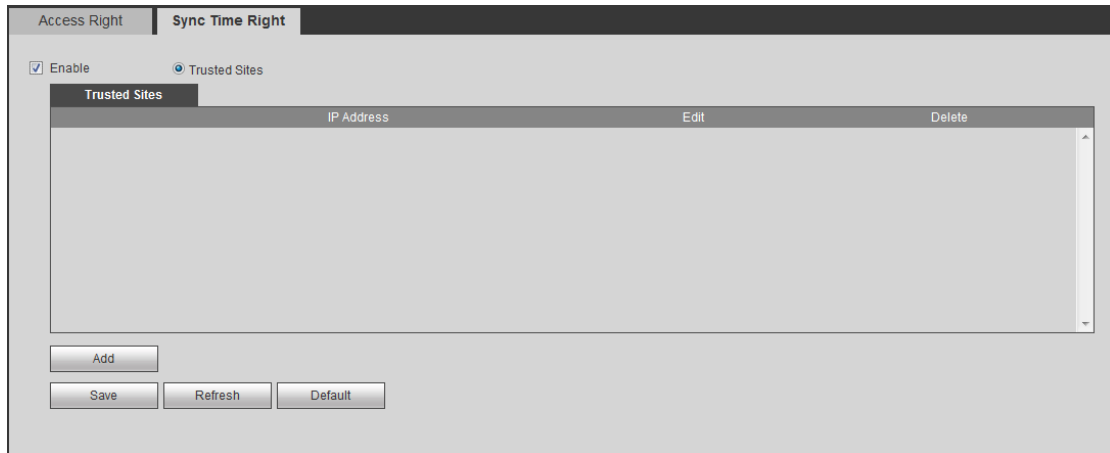 Access Right Sync Time Right
Enable Trusted Sites
Trusted Sites
IP Address Edit Delete
Add
Save Refresh Default